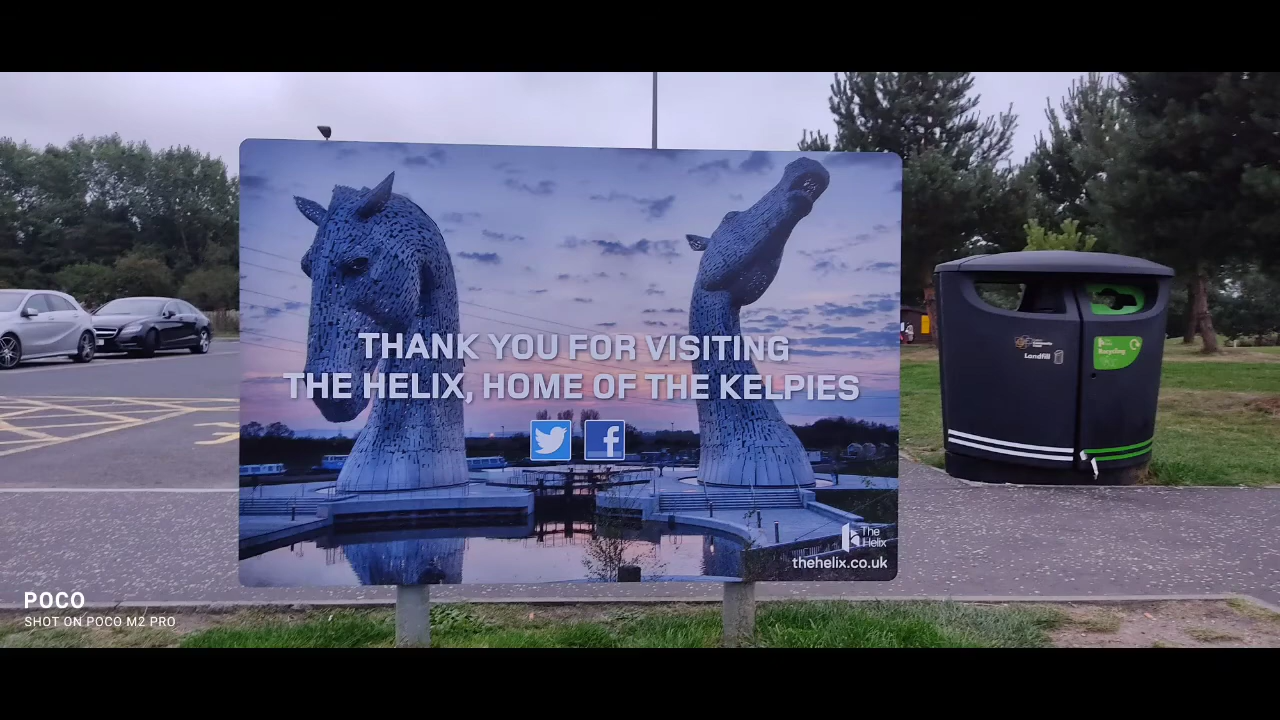 THANK YOU FOR VISITING
THE HELIX, HOME OF THE KELPIES
The
Helix
thehelix.co.uk
Landfill
Recycling
POCO
SHOT ON POCO M2 PRO